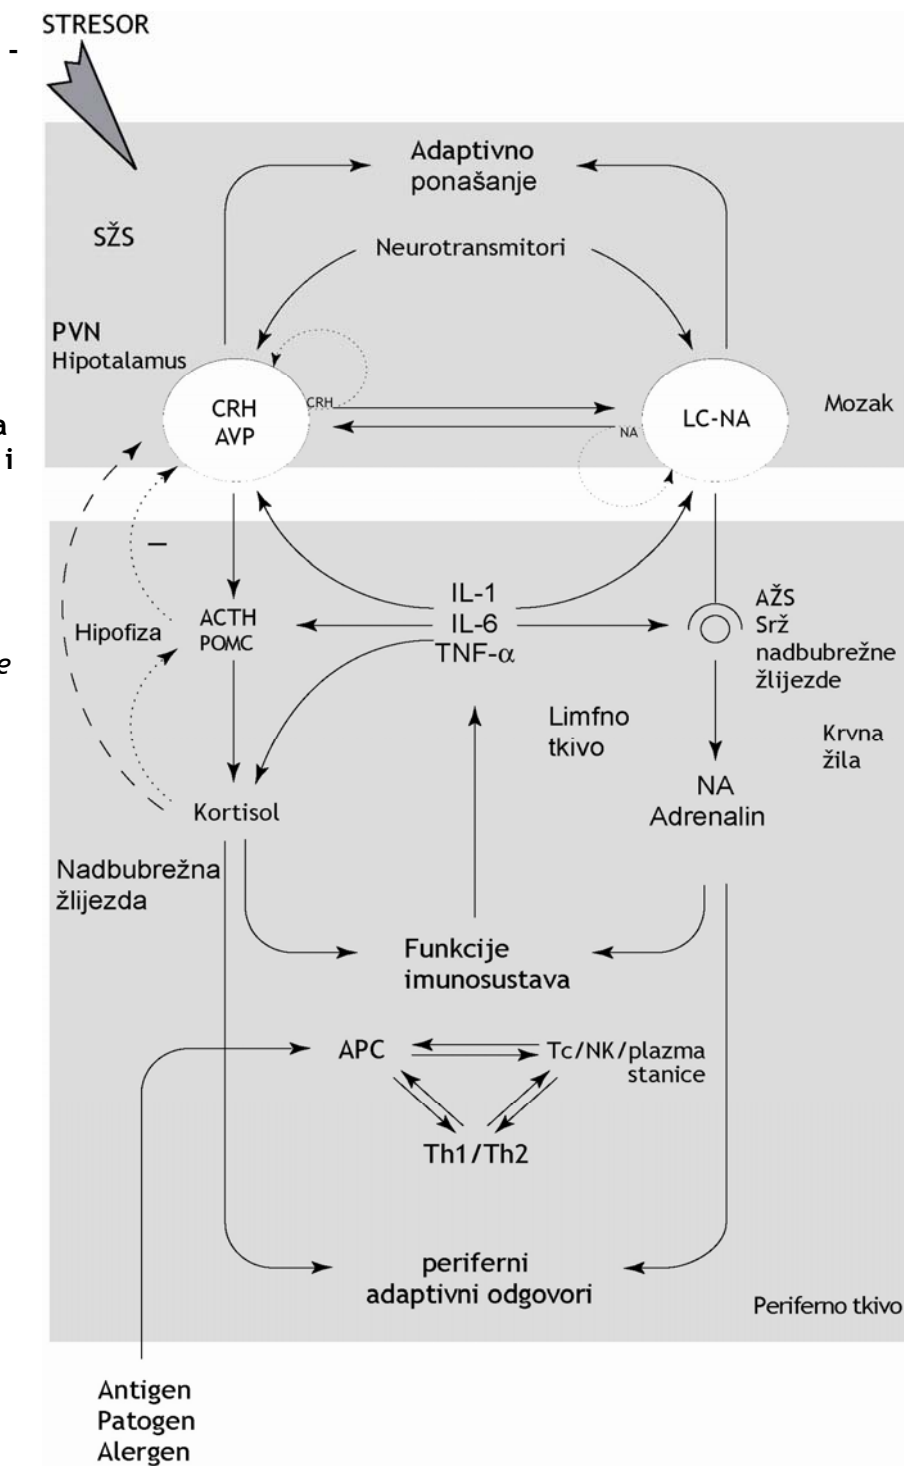 STRESOR
-
Adaptivno
ponašanje
SŽS
Neurotransmitori
PVN
Hipotalamus
CRH
CRH
AVP
NA
LC-NA
Mozak
a
i
–
IL-1
IL-6
TNF-α
ACTH
POMC
Hipofiza
AŽS
Srž
nadbubrežne
žlijezde
e
Limfno
tkivo
Krvna
žila
NA
Adrenalin
Kortisol
Nadbubrežna
žlijezda
Funkcije
imunosustava
APC
Tc/NK/plazma
stanice
Th1/Th2
periferni
adaptivni odgovori
Periferno tkivo
Antigen
Patogen
Alergen